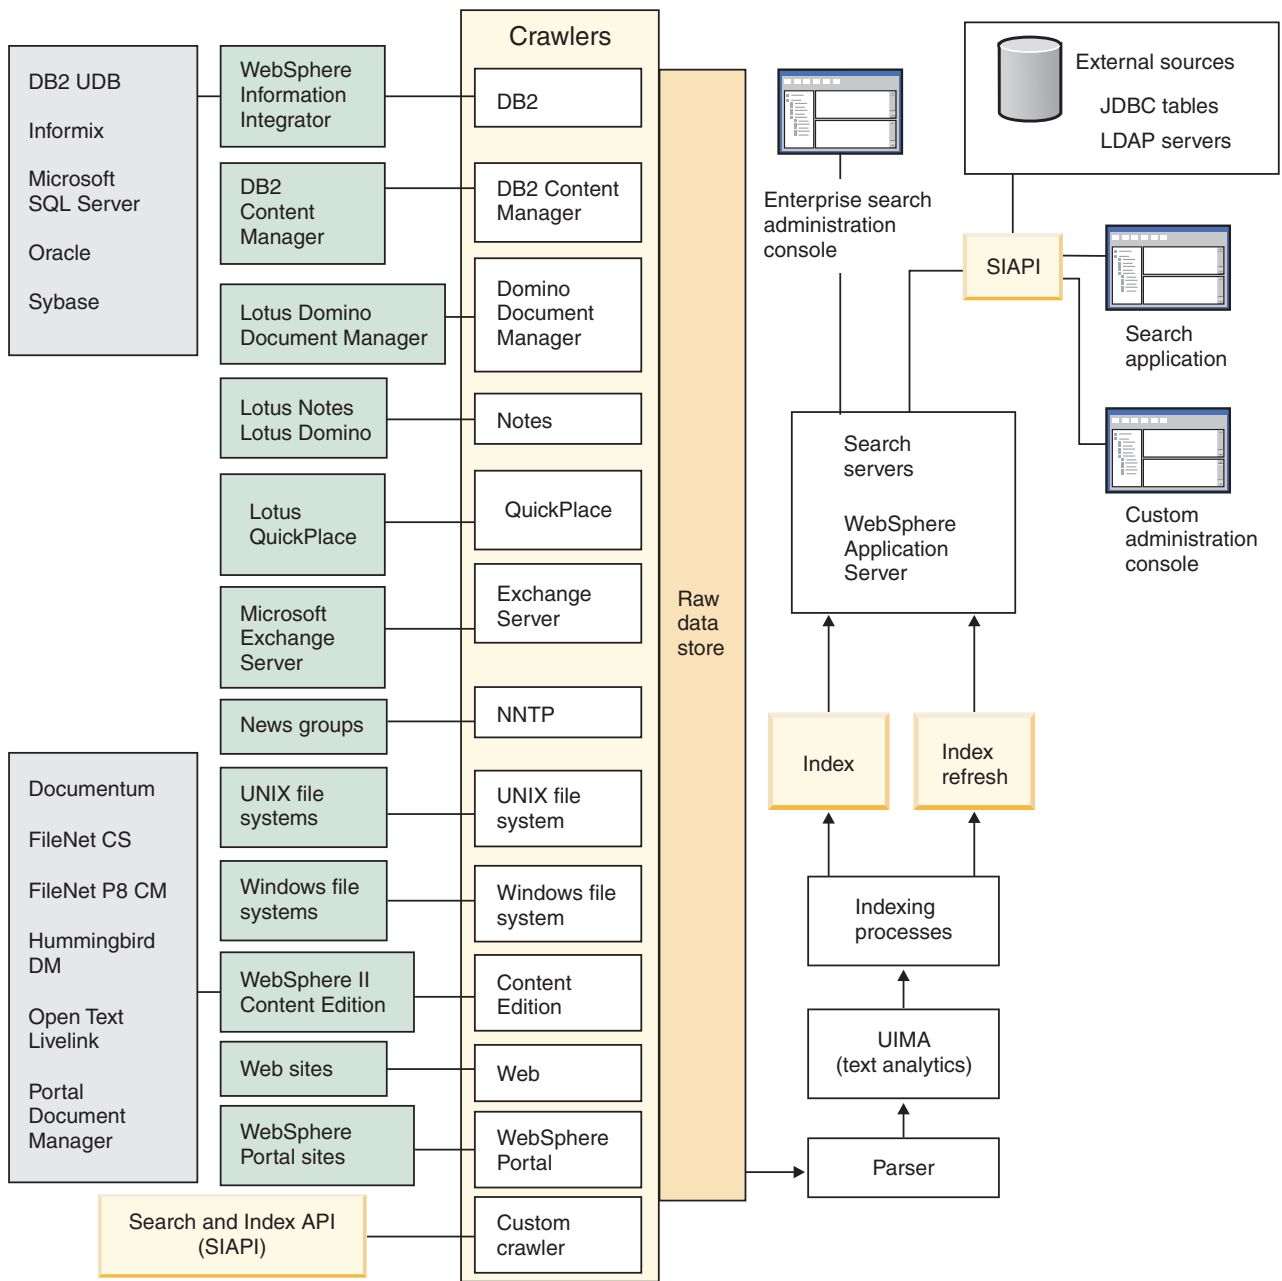 Crawlers
DB2 UDB
Informix
Microsoft
SQL Server
Oracle
Sybase
WebSphere
Information
Integrator
DB2
DB2
Content
Manager
DB2 Content
Manager
Lotus Domino
Document Manager
Domino
Document
Manager
Lotus Notes
Lotus Domino
Notes
Lotus
QuickPlace
QuickPlace
Microsoft
Exchange
Server
Exchange
Server
News groups
NNTP
Documentum
FileNet CS
FileNet P8 CM
Hummingbird
DM
Open Text
Livelink
Portal
Document
Manager
UNIX file
systems
UNIX file
system
Windows file
systems
Windows file
system
WebSphere II
Content Edition
Content
Edition
Web sites
Web
WebSphere
Portal sites
WebSphere
Portal
Search and Index API
(SIAPI)
Custom
crawler
Raw
data
store
Enterprise search
administration
console
External sources
JDBC tables
LDAP servers
SIAPI
Search
application
Custom
administration
console
Search
servers
WebSphere
Application
Server
Index
Index
refresh
Indexing
processes
UIMA
(text analytics)
Parser